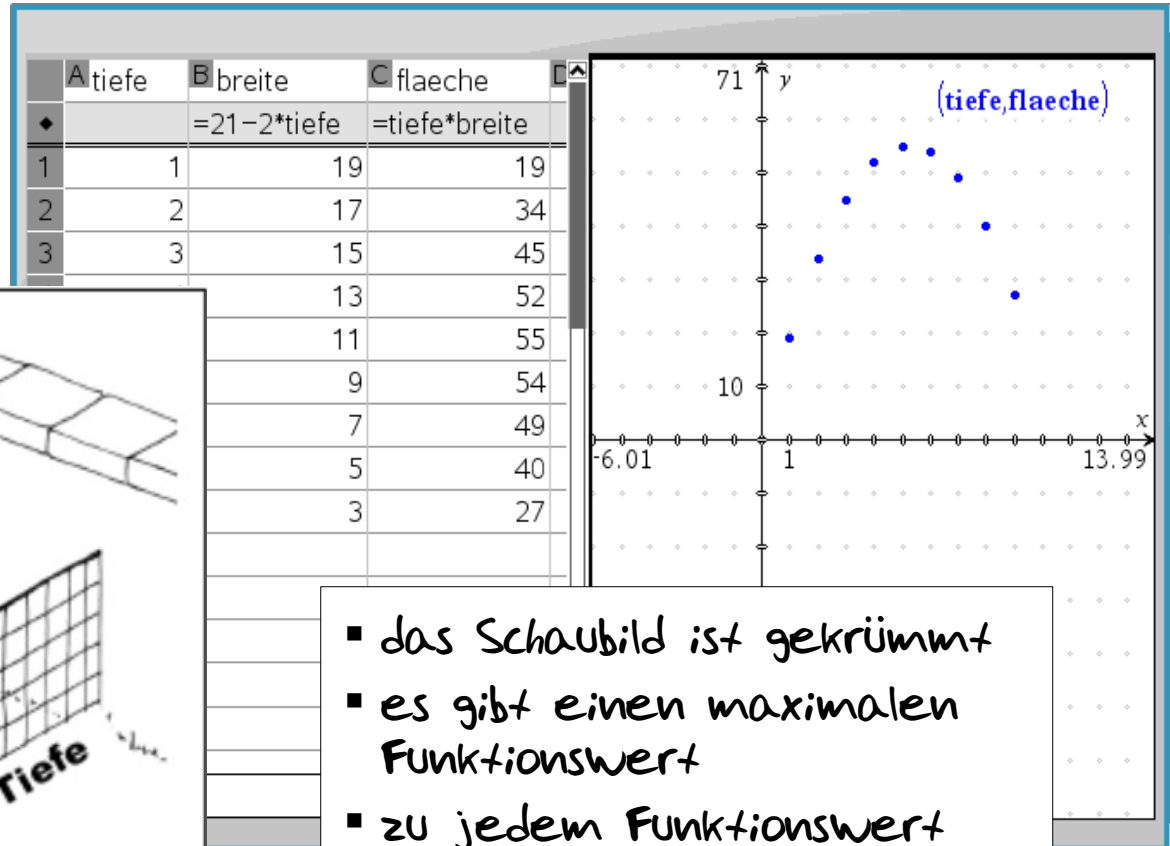 A tiefe B breite C flaeche D
=21−2*tiefe =tiefe*breite
1 1 19 19
2 2 17 34
3 3 15 45
13 52
11 55
9 54
7 49
5 40
3 27
71 y
(tiefe,flaeche)
10
x
-6.01 1 13.99
Tiefe
▪ das Schaubild ist gekrümmt
▪ es gibt einen maximalen
Funktionswert
▪ zu jedem Funktionswert